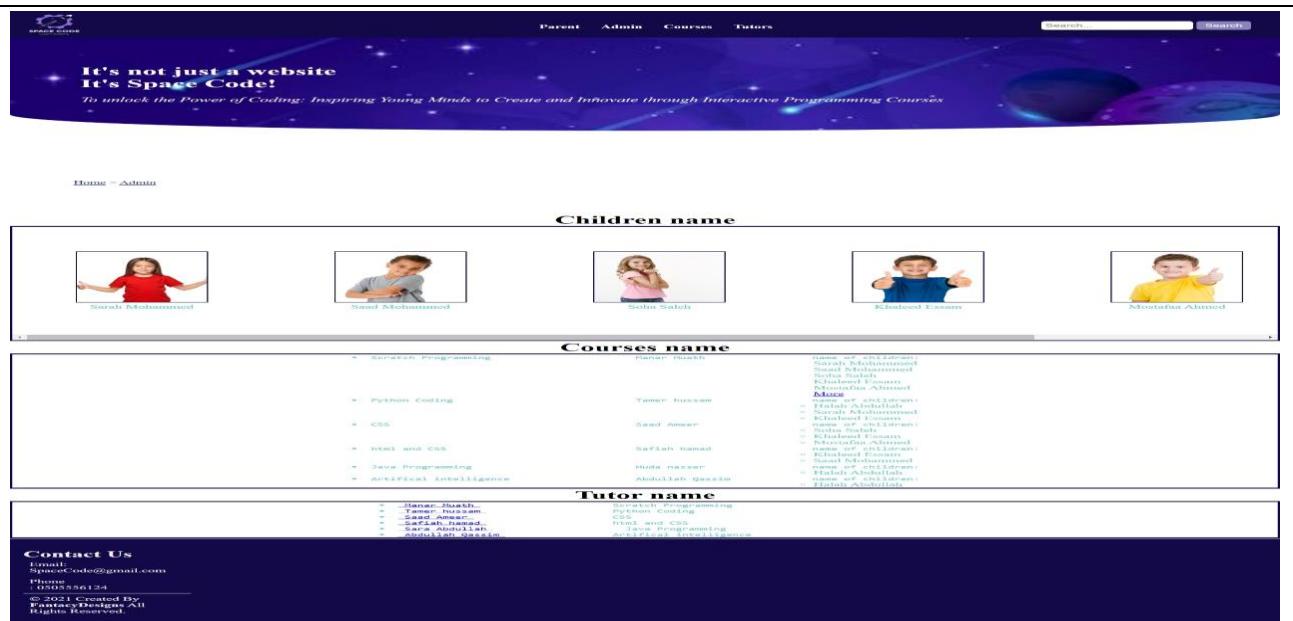 SPACE CODE
Parent Admin Courses Tutors
Search... Search
It's not just a website
It's Space Code!
To unlock the Power of Coding: Inspiring Young Minds to Create and Innovate through Interactive Programming Courses
Home - Admin
Children name
Sarah Mohammed Saad Mohammed Soha Saleh Khaleed Essam Mostafaa Ahmed
Courses name
Scratch Programming Manar Muath name of children:
Sarah Mohammed
Saad Mohammed
Soha Saleh
Khaleed Essam
Mostafaa Ahmed
More
Python Coding Tamer hussam name of children:
Halah Abdullah
Sarah Mohammed
Khaleed Essam
CSS Saad Ameer name of children:
Soha Saleh
Khaleed Essam
Mostafaa Ahmed
html and CSS Safiah hamad name of children:
Khaleed Essam
Saad Mohammed
Java Programming Huda nasser name of children:
Halah Abdullah
Artifical intelligence Abdullah Qassim name of children:
Halah Abdullah
Tutor name
Manar Muath Scratch Programming
Tamer hussam Python Coding
Saad Ameer CSS
Safiah hamad html and CSS
Sara Abdullah Java Programming
Abdullah Qassim Artifical intelligence
Contact Us
Email:
SpaceCode@gmail.com
Phone
: 0505556124
© 2021 Created By
FantacyDesigns All
Rights Reserved.